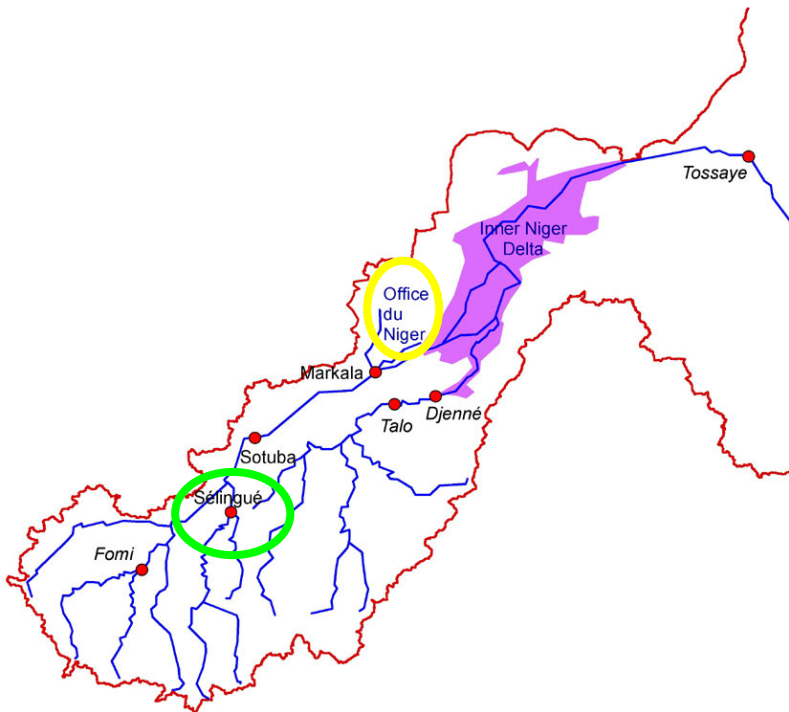 Tossaye
Inner Niger
Delta
Office
du
Niger
Markala
Djenné
Talo
Sotuba
Sélingué
Fomi